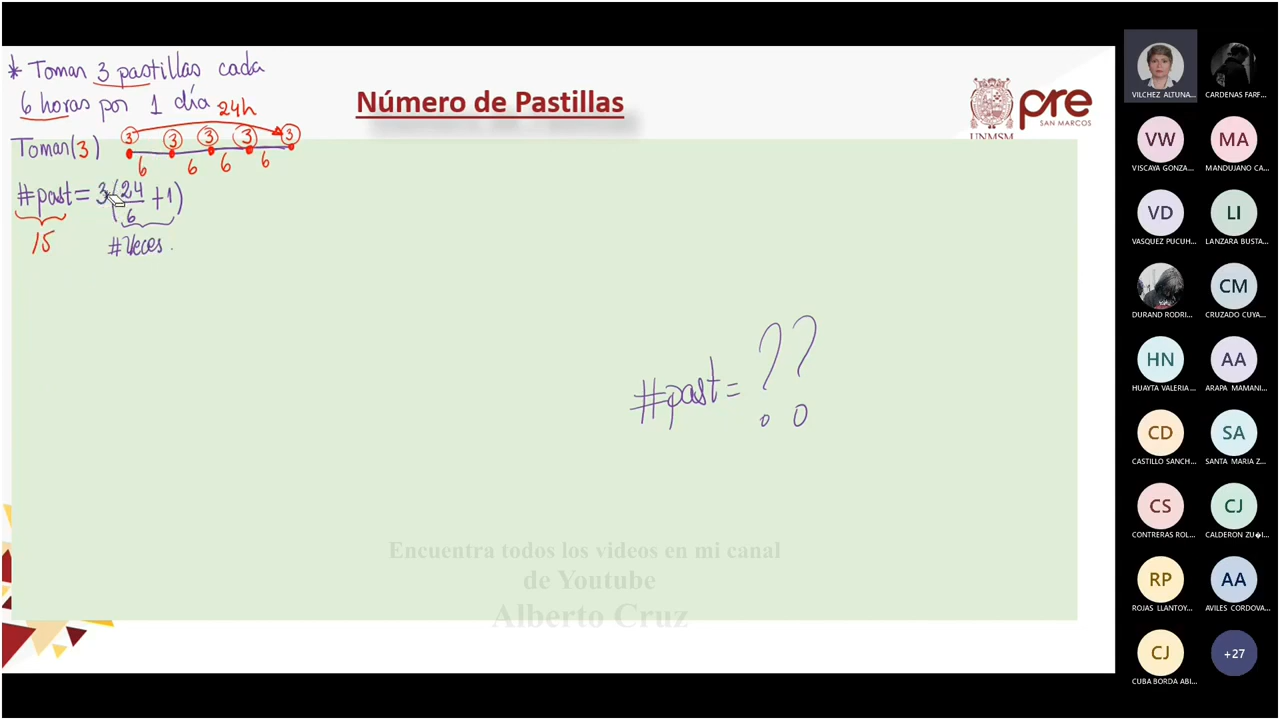 * Tomar 3 pastillas cada
6 horas por 1 día
24h
Tomar(3)
3 3 3 3 3
6 6 6 6
#past = 3(24/6 + 1)
15
#Veces.
Número de Pastillas
UNMSM
pre
SAN MARCOS
#past = ??
Encuentra todos los videos en mi canal
de Youtube
Alberto Cruz
VILCHEZ ALTUNA...
CARDENAS FARF...
VW
MA
VISCAYA GONZA...
MANDUJANO CA...
VD
LI
VASQUEZ PUCUH...
LANZARA BUSTA...
CM
DURAND RODRI...
CRUZADO CUYA...
HN
AA
HUAYTA VALERIA ...
ARAPA MAMANI...
CD
SA
CASTILLO SANCH...
SANTA MARIA Z...
CS
CJ
CONTRERAS ROL...
CALDERON ZU�I...
RP
AA
ROJAS LLANTOY...
AVILES CORDOVA...
CJ
+27
CUBA BORDA ABI...